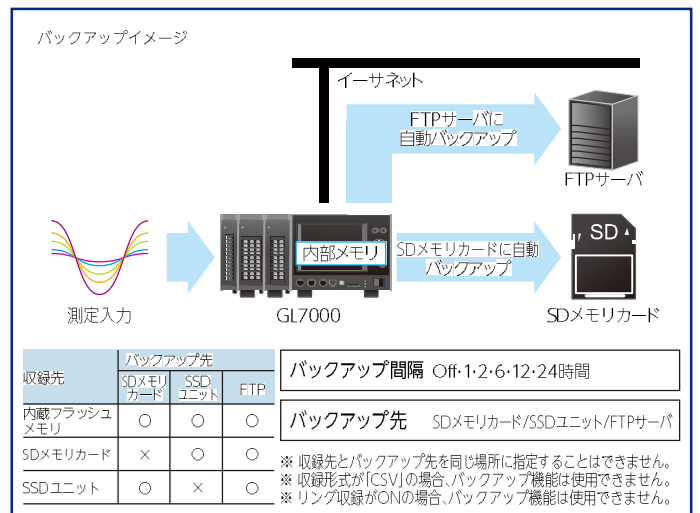 バックアップイメージ
イーサネット
FTPサーバに
自動バックアップ
FTPサーバ
内部メモリ
SDメモリカードに自動
バックアップ
SD
測定入力
GL7000
SDメモリカード
収録先
バックアップ先
SDメモリ
カード
SSD
ユニット
FTP
内蔵フラッシュ
メモリ
○
○
○
SDメモリカード
×
○
○
SSDユニット
○
×
○
バックアップ間隔 Off・1・2・6・12・24時間
バックアップ先 SDメモリカード/SSDユニット/FTPサーバ
※ 収録先とバックアップ先を同じ場所に指定することはできません。
※ 収録形式が「CSV」の場合、バックアップ機能は使用できません。
※ リング収録がONの場合、バックアップ機能は使用できません。